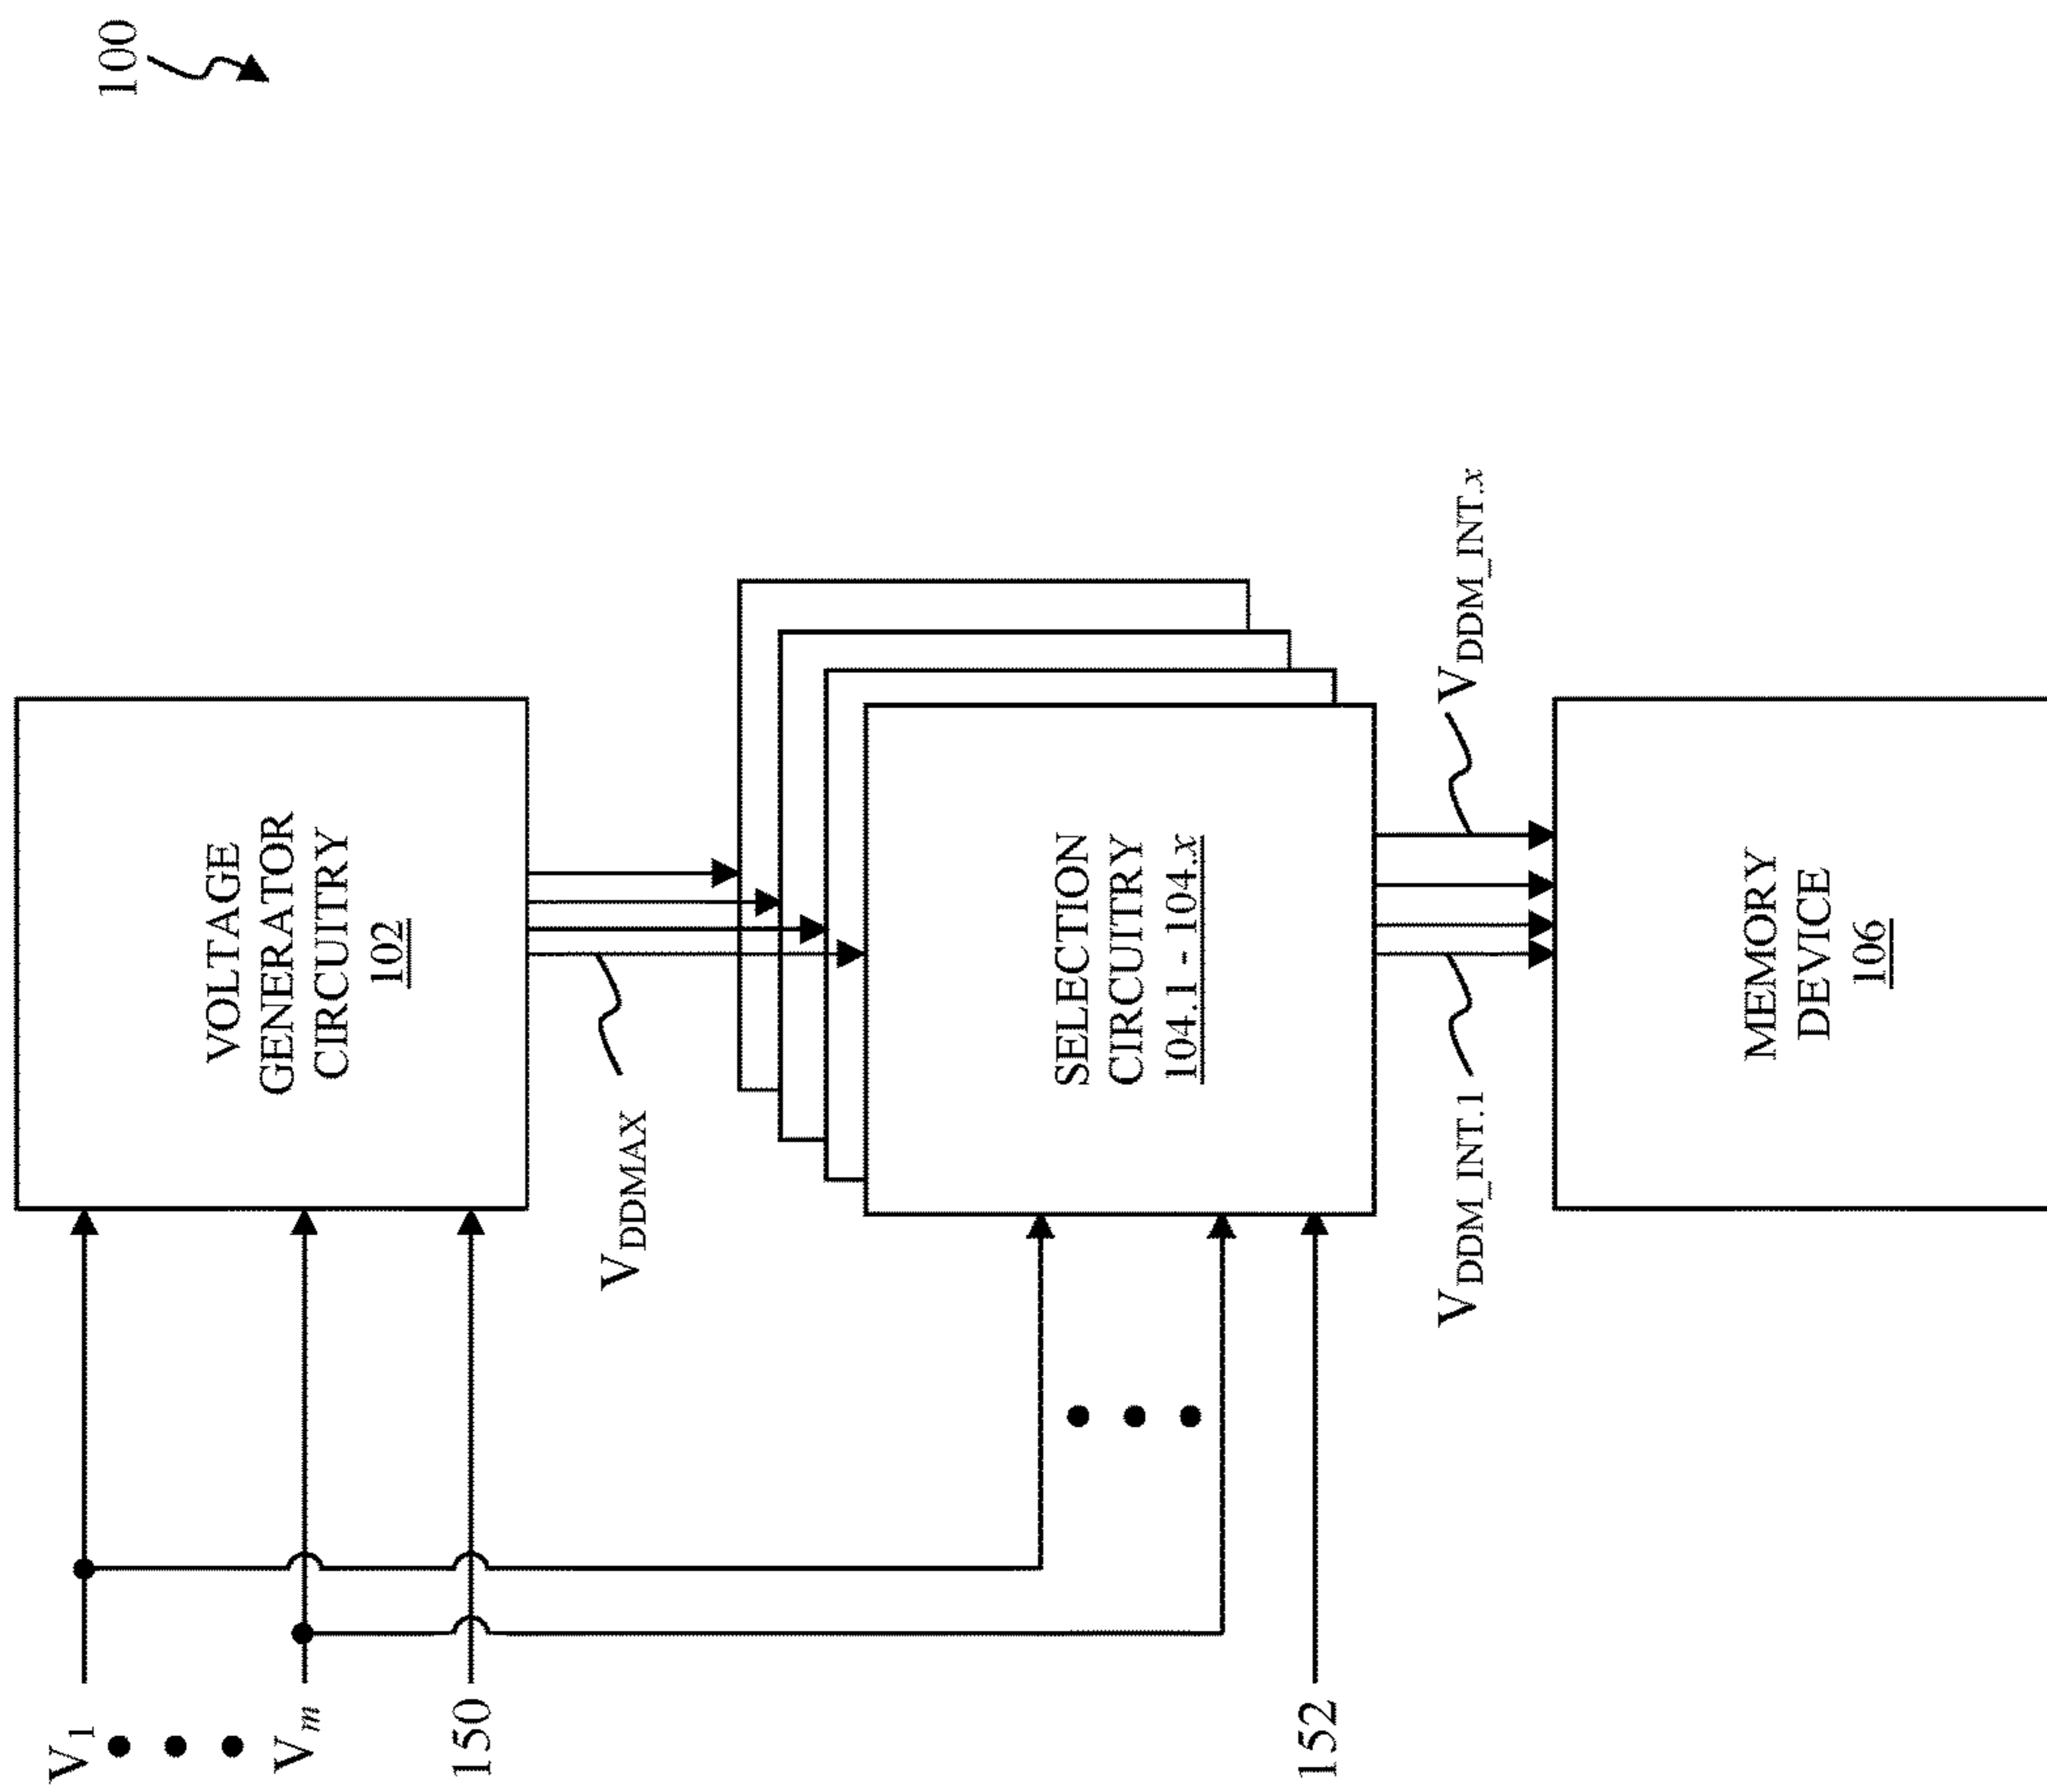 100
V1
Vm
150
VOLTAGE
GENERATOR
CIRCUITRY
102
VDDMAX
SELECTION
CIRCUITRY
104.1 - 104.x
152
VDDM_INT.1
VDDM_INT.x
MEMORY
DEVICE
106